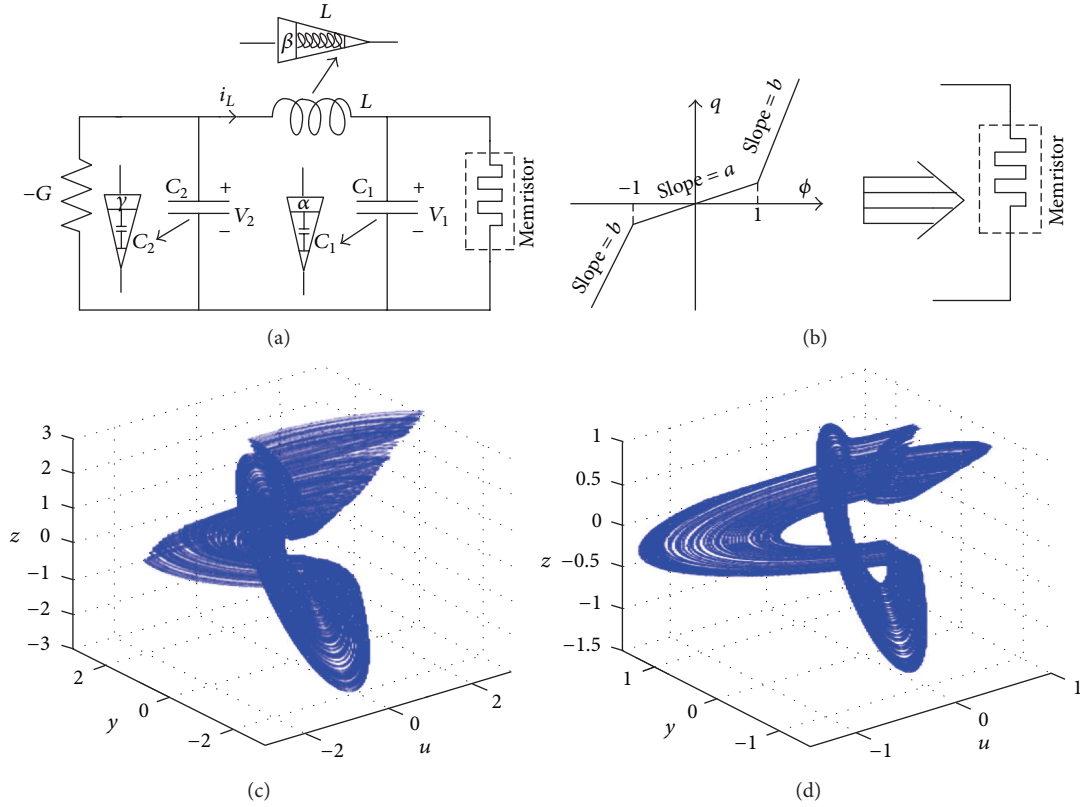 L
β
i_L
L
−G
γ
C_2
+
V_2
−
C_2
α
C_1
+
V_1
−
C_1
Memristor
(a)
q
Slope = b
Slope = a
−1
ϕ
1
Slope = b
Memristor
(b)
3
2
1
z 0
−1
−2
−3
2
0
y
−2
−2
0
u
2
(c)
1
0.5
0
z −0.5
−1
−1.5
1
0
y
−1
−1
0
u
1
(d)